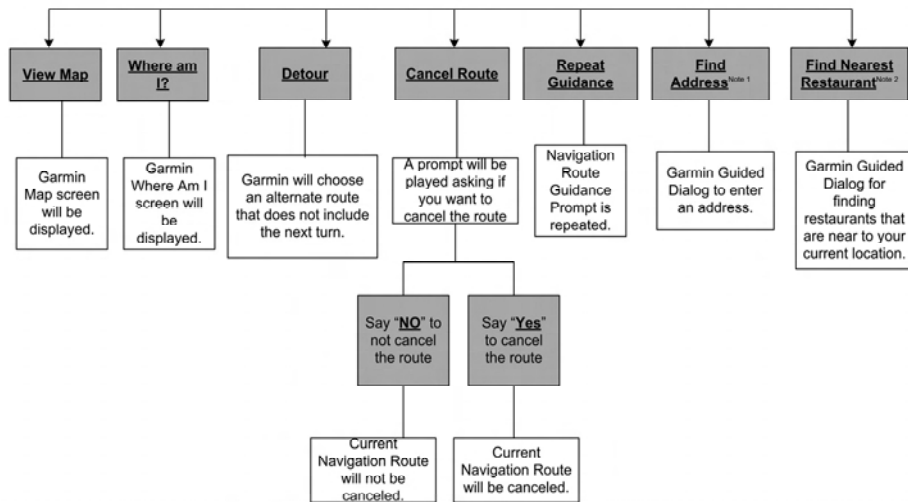 View Map
Where am
I?
Detour
Cancel Route
Repeat
Guidance
Find
Address Note 1
Find Nearest
Restaurant Note 2
Garmin
Map screen
will be
displayed.
Garmin
Where Am I
screen will
be
displayed.
Garmin will choose
an alternate route
that does not include
the next turn.
A prompt will be
played asking if
you want to
cancel the route
Navigation
Route
Guidance
Prompt is
repeated.
Garmin Guided
Dialog to enter
an address.
Garmin Guided
Dialog for
finding
restaurants that
are near to your
current location.
Say “NO” to
not cancel
the route
Say “Yes”
to cancel
the route
Current
Navigation Route
will not be
canceled.
Current
Navigation Route
will be canceled.